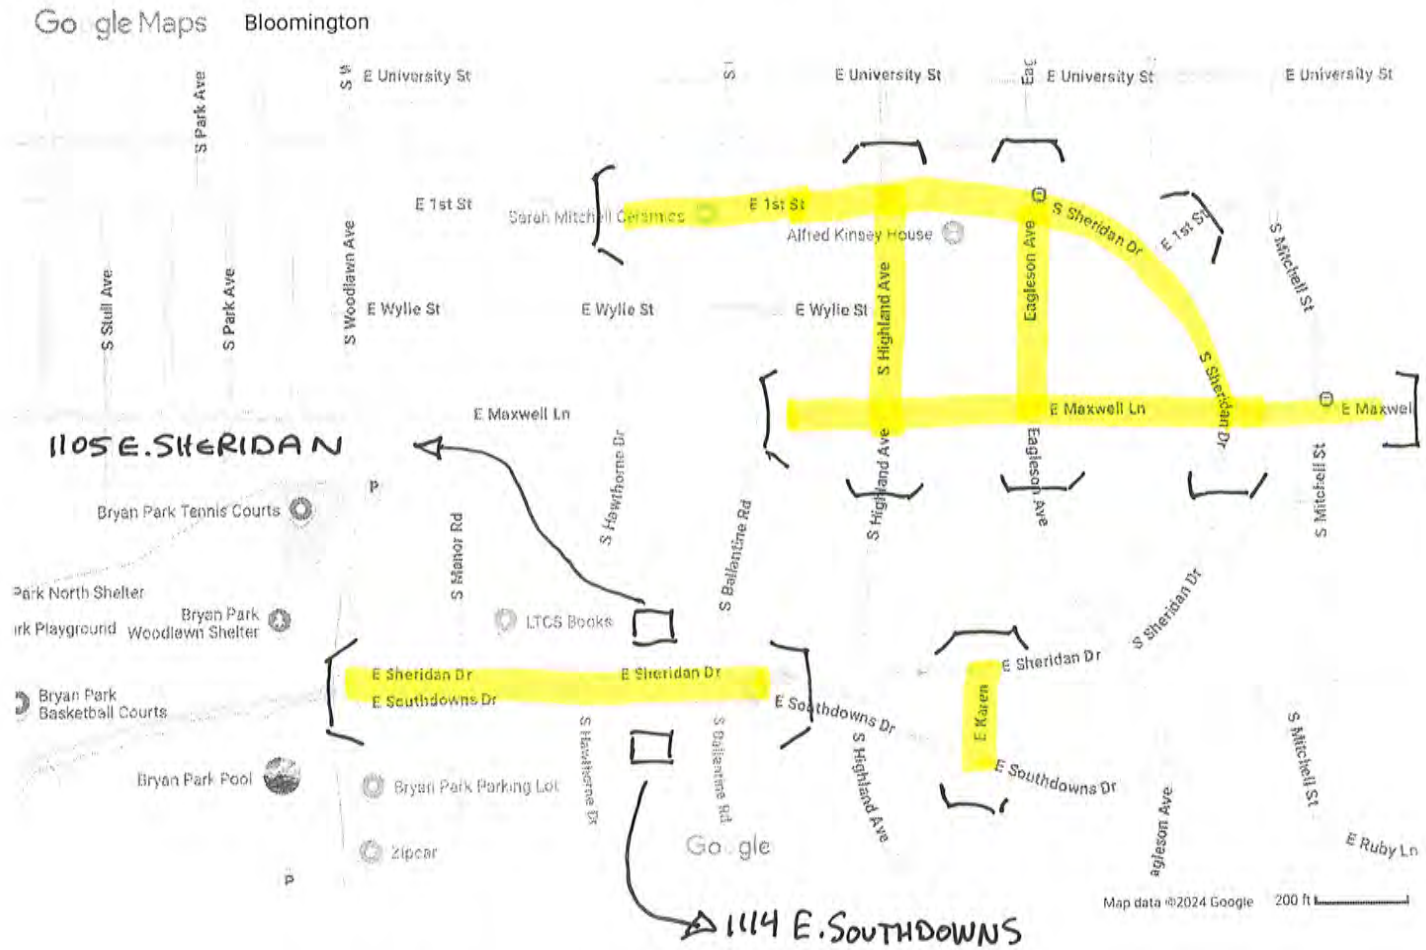 Google Maps Bloomington
E University St
E University St
E University St
E University St
S Park Ave
E 1st St
Sarah Mitchell Ceramics
E 1st St
Alfred Kinsey House
S Sheridan Dr
E 1st St
S Mitchell St
S Stull Ave
S Park Ave
S Woodlawn Ave
E Wylie St
E Wylie St
E Wylie St
S Highland Ave
Eagleson Ave
S Sheridan Dr
E Maxwell Ln
E Maxwell Ln
E Maxwel
1105 E. SHERIDAN
P
Bryan Park Tennis Courts
S Manor Rd
S Hawthorne Dr
S Ballantine Rd
S Highland Ave
Eagleson Ave
S Mitchell St
Park North Shelter
Bryan Park
Woodlawn Shelter
rk Playground
LTCS Books
S Sheridan Dr
E Sheridan Dr
E Sheridan Dr
E Sheridan Dr
E Southdowns Dr
E Southdowns Dr
E Karen
E Southdowns Dr
Bryan Park
Basketball Courts
S Hawthorne Dr
S Ballantine Rd
S Highland Ave
S Mitchell St
Bryan Park Pool
Bryan Park Parking Lot
Zipcar
Google
agleson Ave
E Ruby Ln
P
Map data ©2024 Google 200 ft
1114 E. SOUTHDOWNS